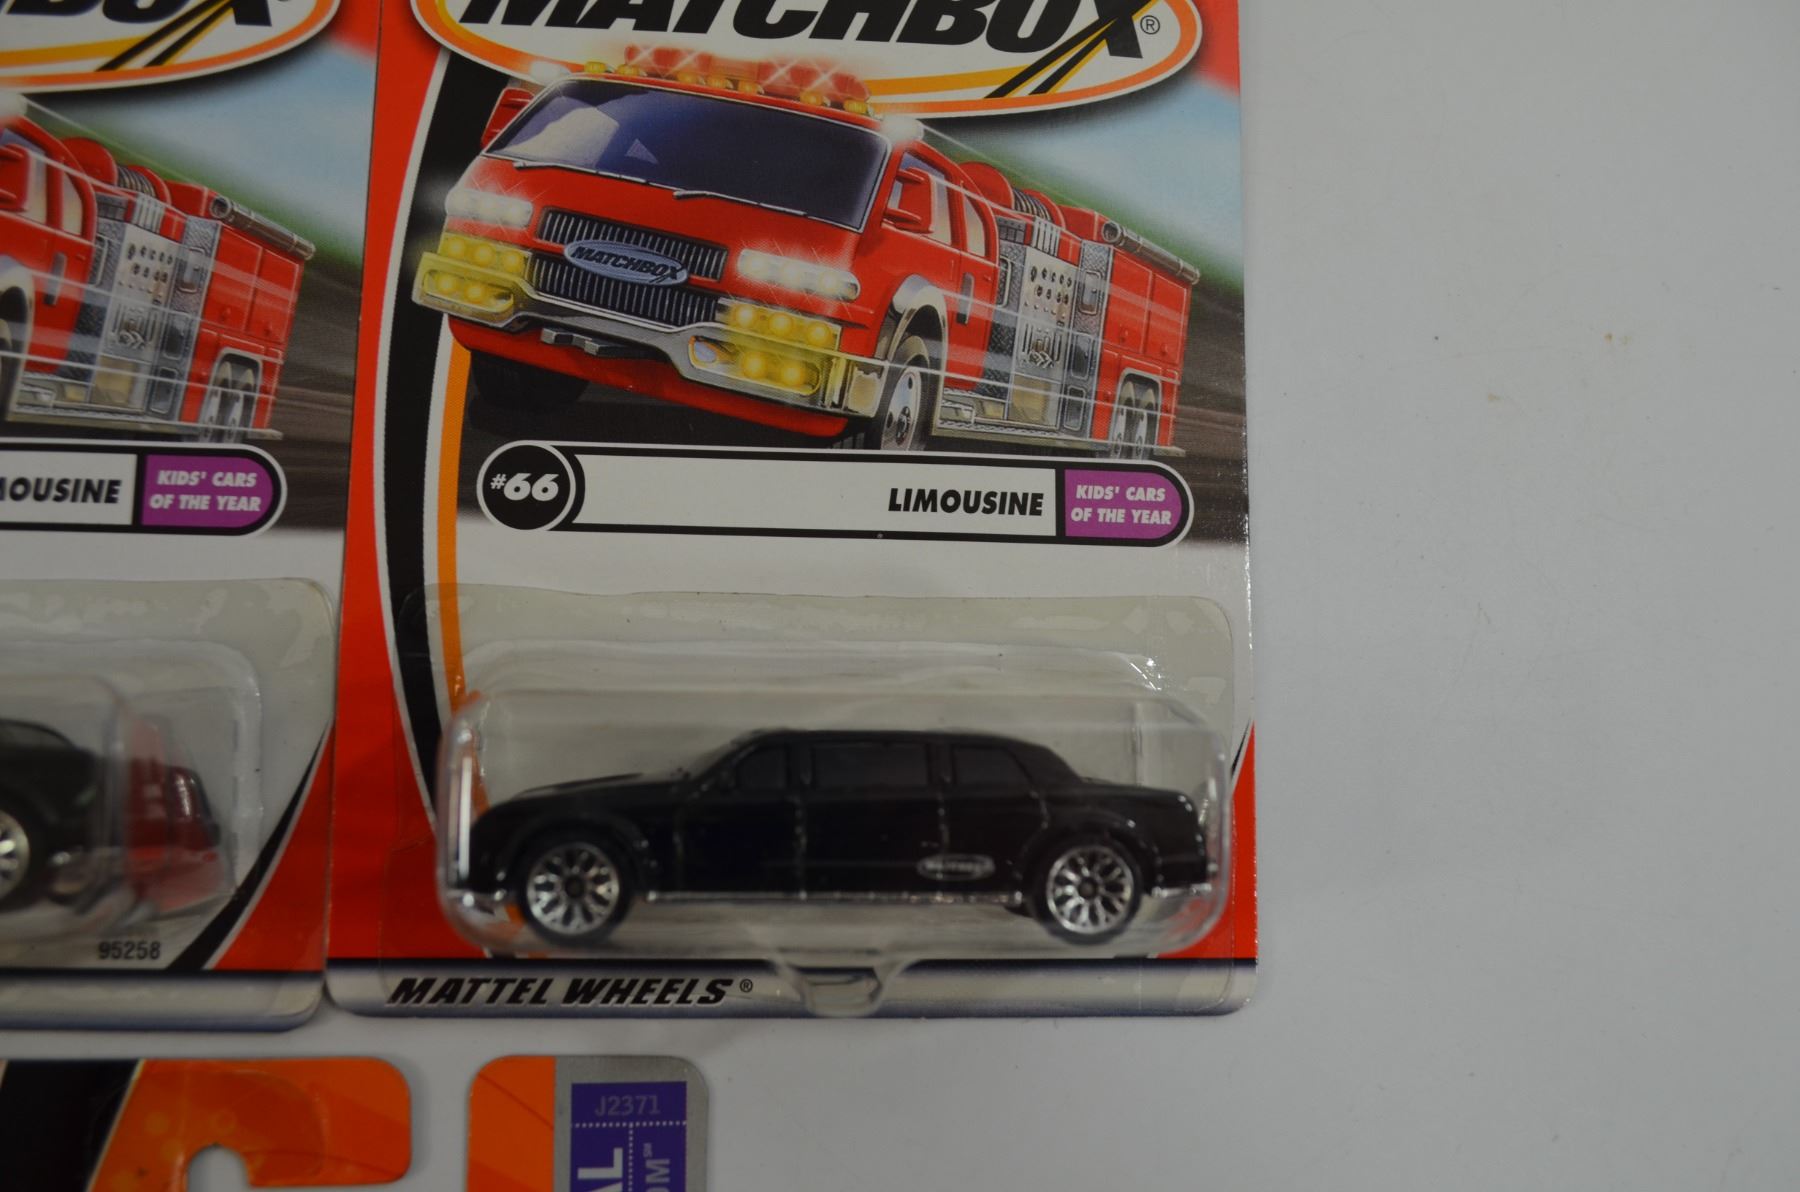 MATCHBOX®
MATCHBOX
MOUSINE
KIDS' CARS
OF THE YEAR
#66
LIMOUSINE
KIDS' CARS
OF THE YEAR
95258
MATTEL WHEELS®
J2371